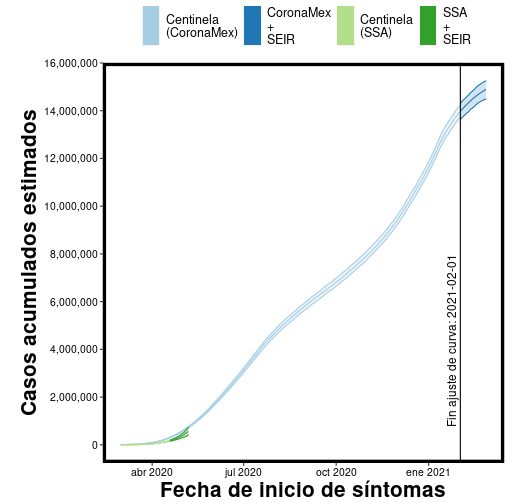 Centinela
(CoronaMex)
CoronaMex
+
SEIR
Centinela
(SSA)
SSA
+
SEIR
Casos acumulados estimados
16,000,000
14,000,000
12,000,000
10,000,000
8,000,000
6,000,000
4,000,000
2,000,000
0
Fin ajuste de curva: 2021-02-01
abr 2020
jul 2020
oct 2020
ene 2021
Fecha de inicio de síntomas